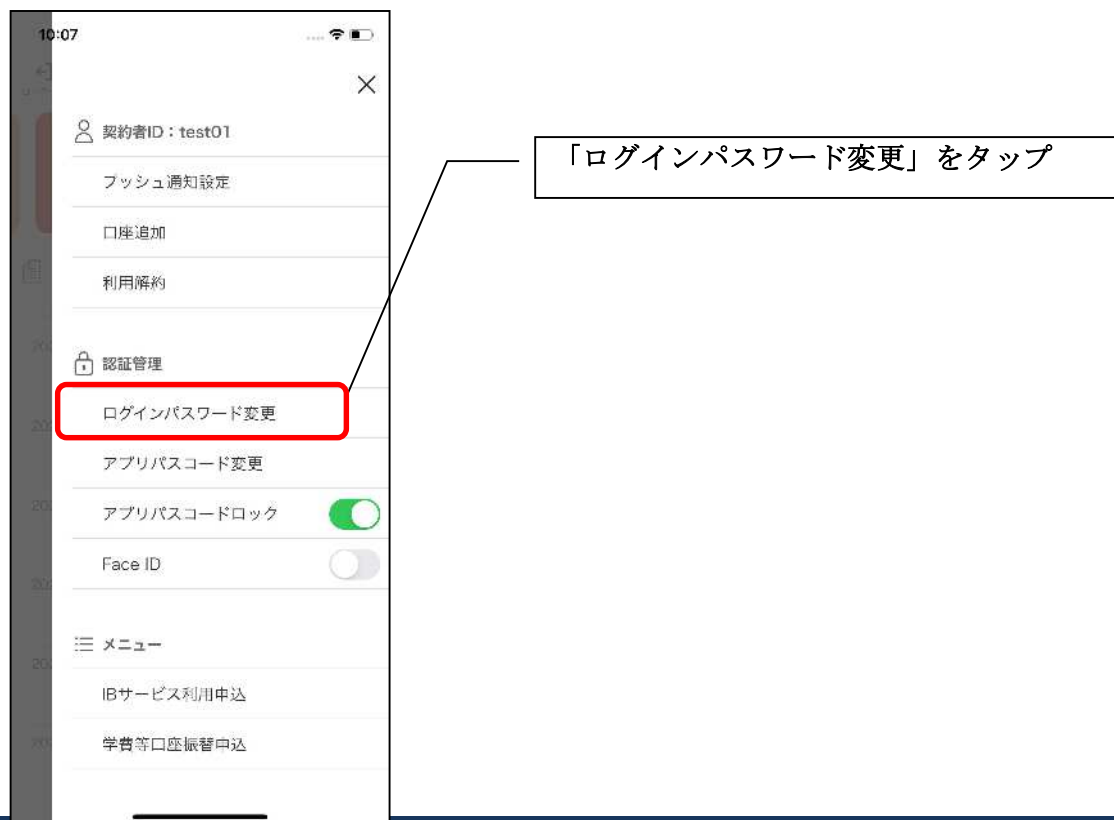 10:07
契約者ID：test01
プッシュ通知設定
口座追加
利用解約
認証管理
ログインパスワード変更
アプリパスコード変更
アプリパスコードロック
Face ID
メニュー
IBサービス利用申込
学費等口座振替申込
「ログインパスワード変更」をタップ